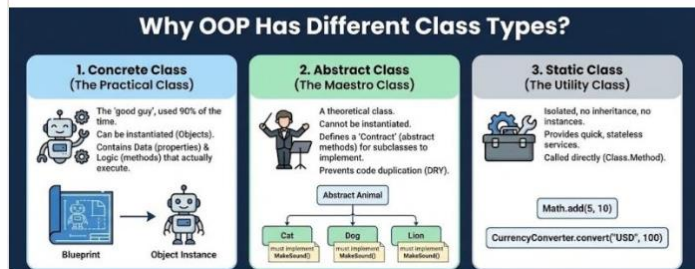 Why OOP Has Different Class Types?
1. Concrete Class
(The Practical Class)
The 'good guy', used 90% of the
time.
Can be instantiated (Objects).
Contains Data (properties) &
Logic (methods) that actually
execute.
Blueprint
Object Instance
2. Abstract Class
(The Maestro Class)
A theoretical class.
Cannot be instantiated.
Defines a 'Contract' (abstract
methods) for subclasses to
implement.
Prevents code duplication (DRY).
Abstract Animal
Cat
must implement
MakeSound()
Dog
must implement
MakeSound()
Lion
must implement
MakeSound()
3. Static Class
(The Utility Class)
Isolated, no inheritance, no
instances.
Provides quick, stateless
services.
Called directly (Class.Method).
Math.add(5, 10)
CurrencyConverter.convert("USD", 100)